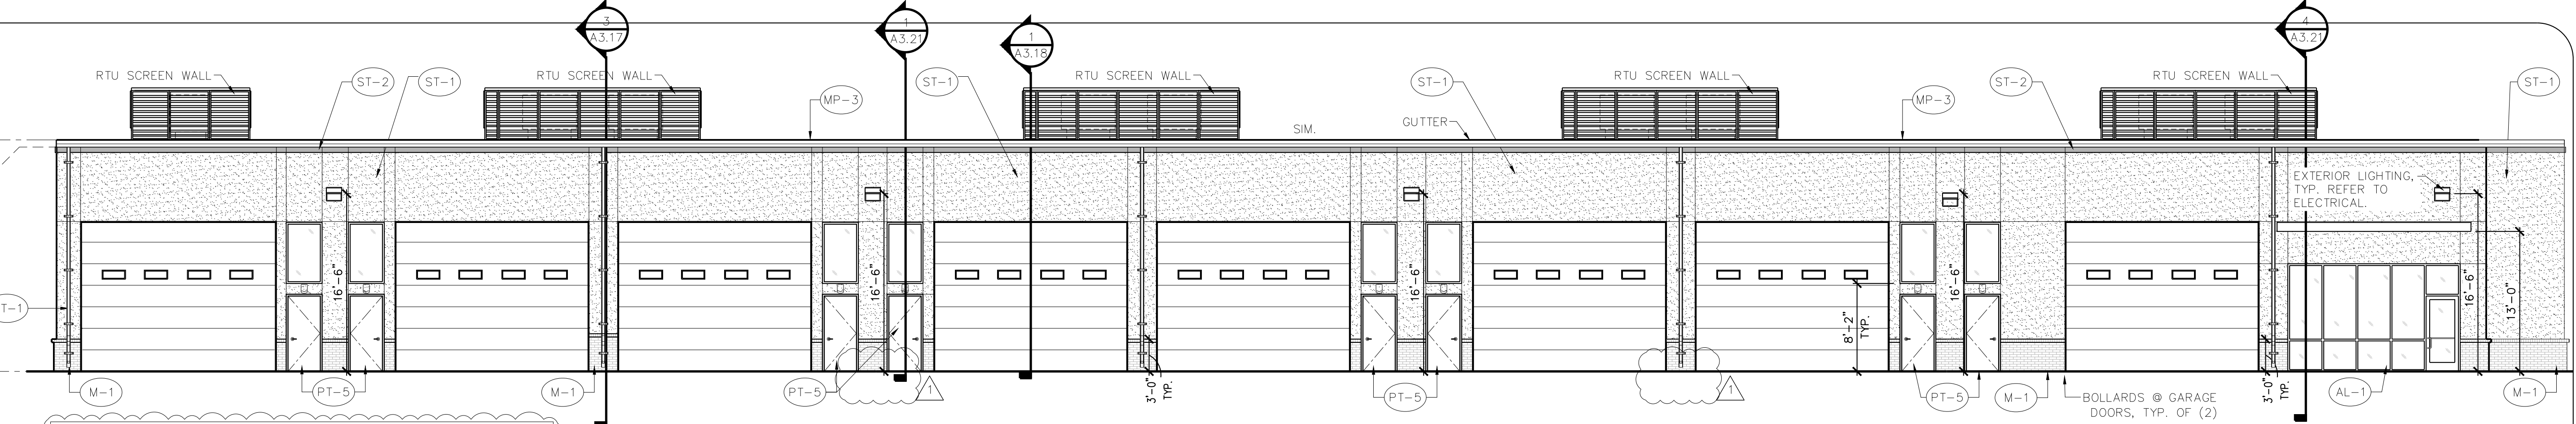 3
A3.17
1
A3.21
1
A3.18
4
A3.21
RTU SCREEN WALL
ST-2
ST-1
RTU SCREEN WALL
MP-3
ST-1
RTU SCREEN WALL
SIM.
GUTTER
ST-1
RTU SCREEN WALL
MP-3
ST-2
RTU SCREEN WALL
ST-1
EXTERIOR LIGHTING,
TYP. REFER TO
ELECTRICAL.
16'-6"
16'-6"
16'-6"
16'-6"
16'-6"
13'-0"
8'-2"
TYP.
T-1
M-1
PT-5
M-1
PT-5
1
3'-0"
TYP.
PT-5
1
PT-5
M-1
BOLLARDS @ GARAGE
DOORS, TYP. OF (2)
3'-0"
TYP.
AL-1
M-1